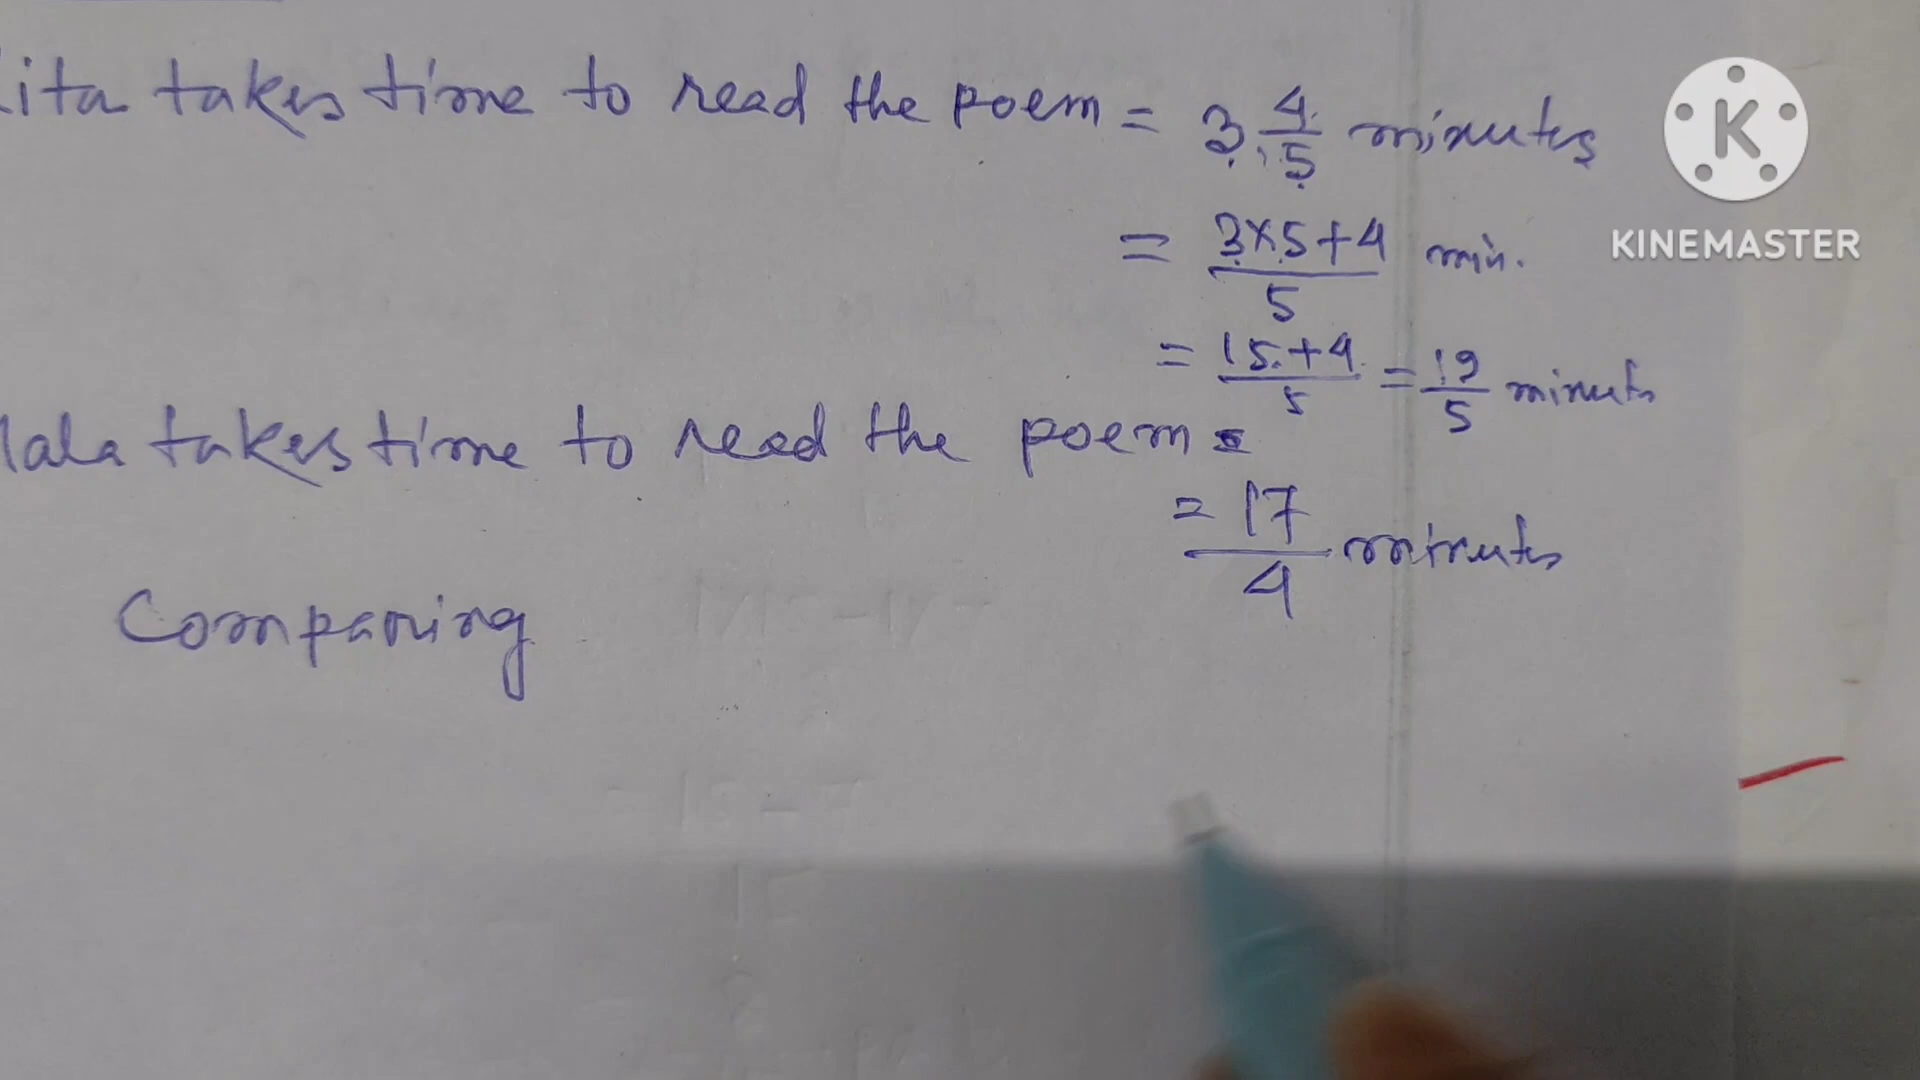 ita takes time to read the poem = 3 4/5 minutes
= 3×5+4/5 min.
= 15+4/5 = 19/5 minuts
lala takes time to read the poem =
= 17/4 minutes
Comparing
K
KINEMASTER